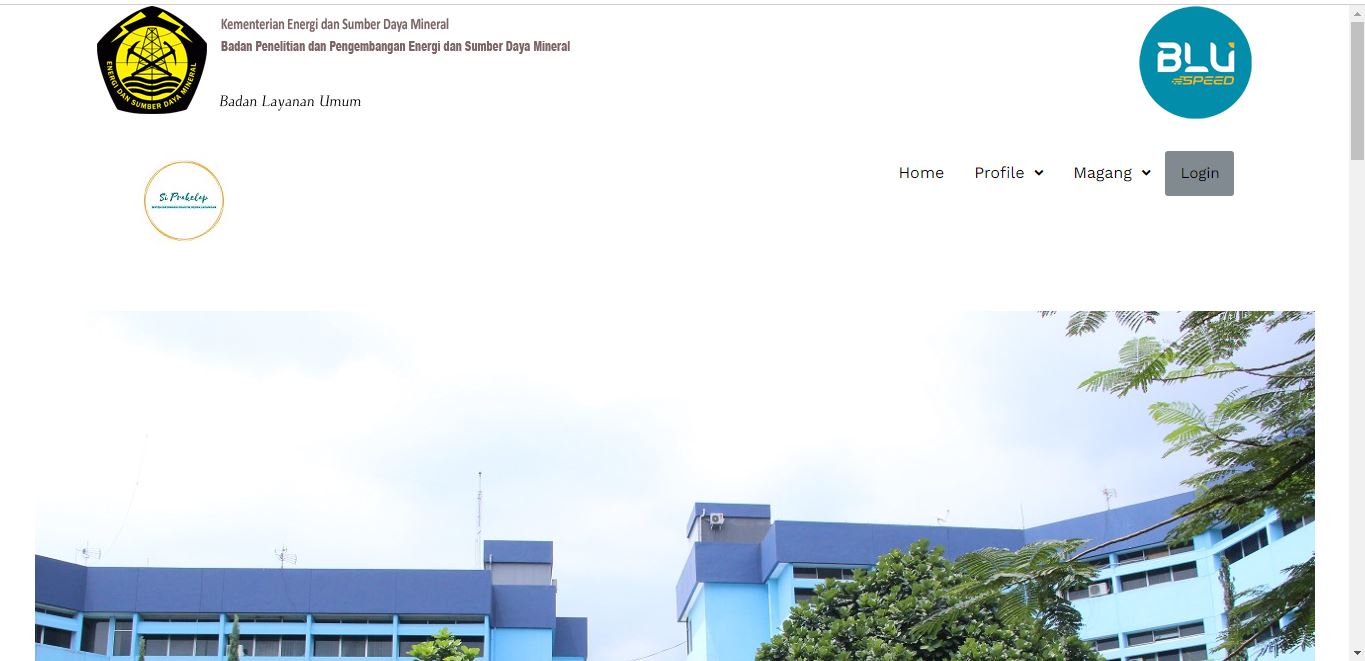 Kementerian Energi dan Sumber Daya Mineral
Badan Penelitian dan Pengembangan Energi dan Sumber Daya Mineral
ENERGI DAN SUMBER DAYA MINERAL
Badan Layanan Umum
BLU
SPEED
Si Prakelap
Home Profile Magang Login